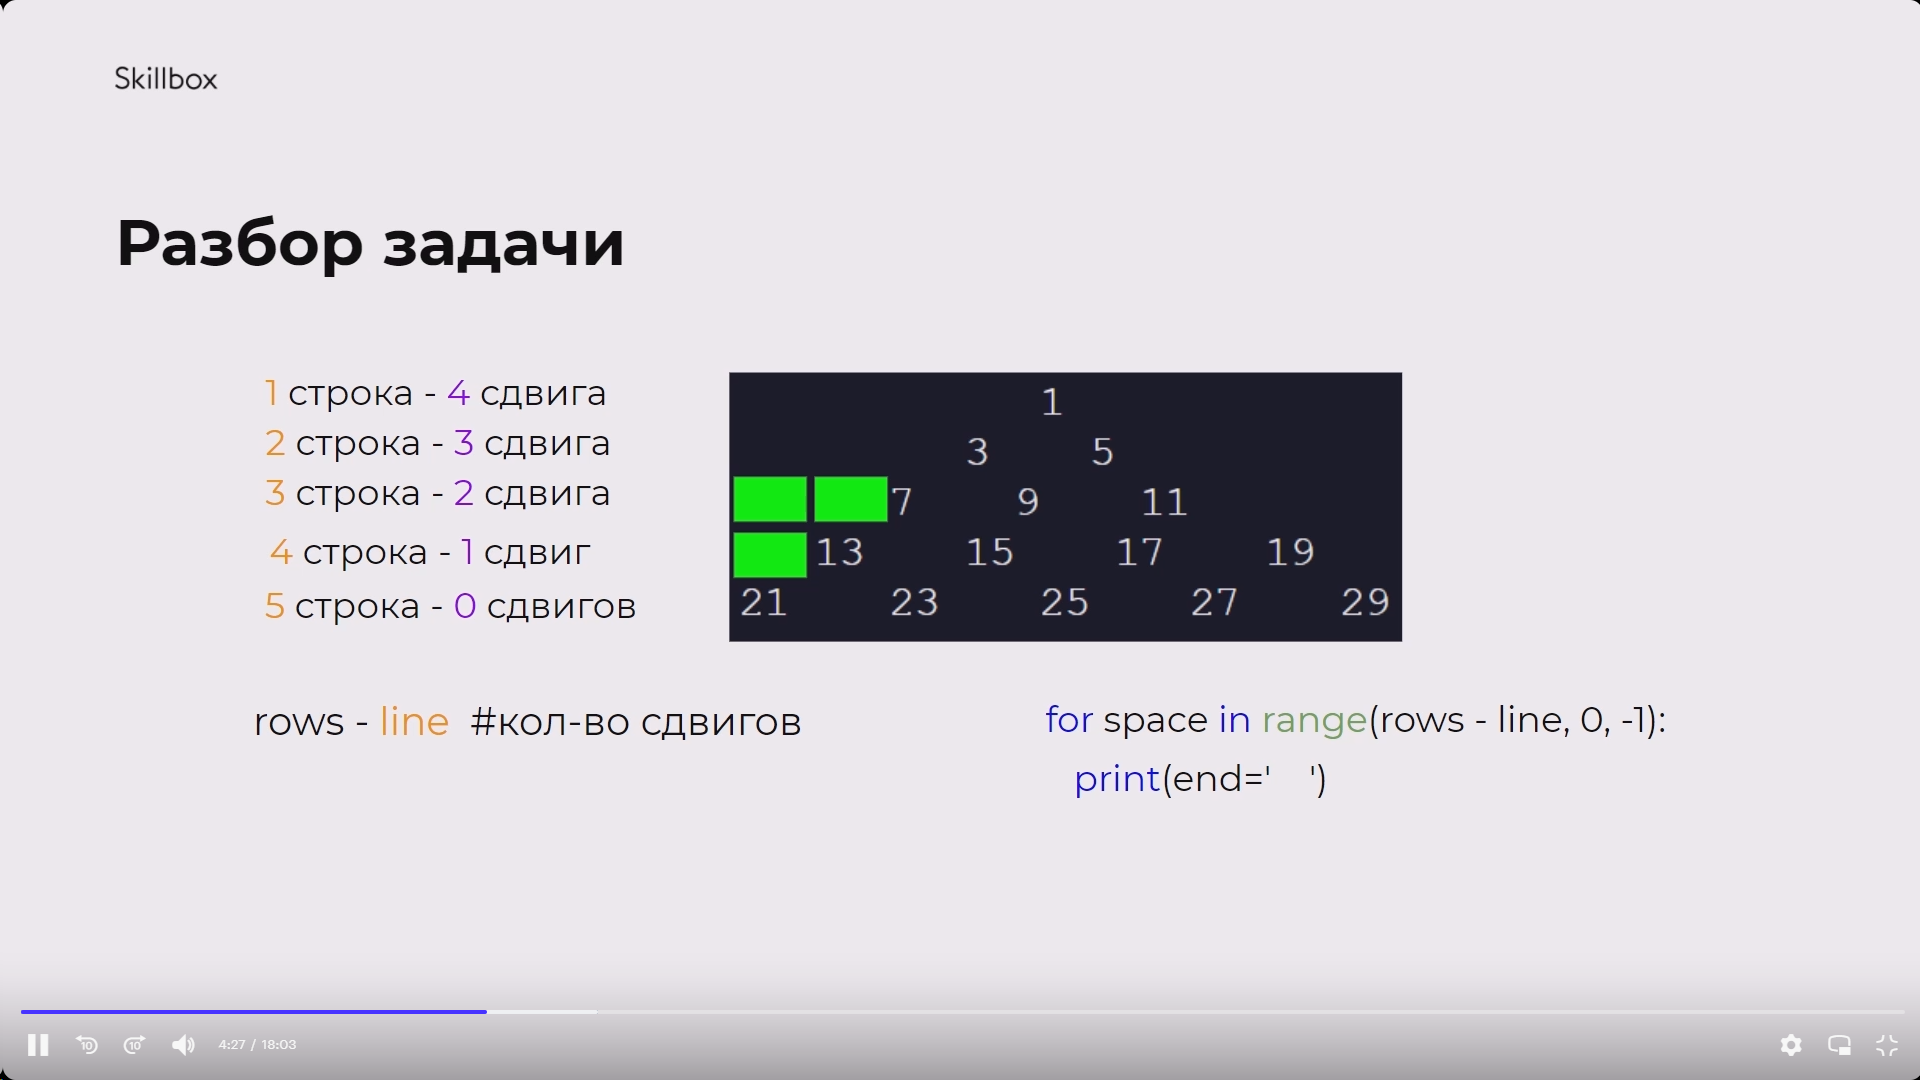 Skillbox
Разбор задачи
1 строка - 4 сдвига
2 строка - 3 сдвига
3 строка - 2 сдвига
4 строка - 1 сдвиг
5 строка - 0 сдвигов
1
3 5
7 9 11
13 15 17 19
21 23 25 27 29
rows - line #кол-во сдвигов
for space in range(rows - line, 0, -1):
print(end='   ')
10 10 4:27 / 18:03